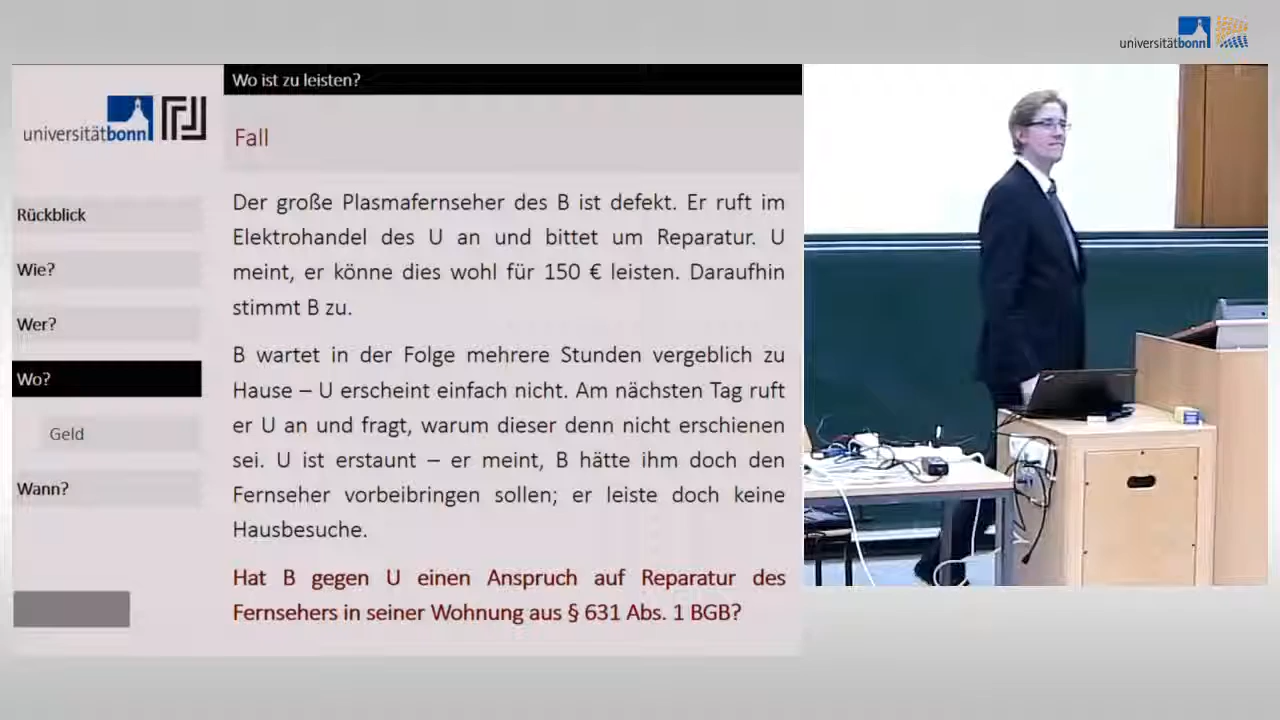 universitätbonn
Wo ist zu leisten?
universitätbonn
Fall
Rückblick
Wie?
Wer?
Wo?
Geld
Wann?
Der große Plasmafernseher des B ist defekt. Er ruft im
Elektrohandel des U an und bittet um Reparatur. U
meint, er könne dies wohl für 150 € leisten. Daraufhin
stimmt B zu.
B wartet in der Folge mehrere Stunden vergeblich zu
Hause – U erscheint einfach nicht. Am nächsten Tag ruft
er U an und fragt, warum dieser denn nicht erschienen
sei. U ist erstaunt – er meint, B hätte ihm doch den
Fernseher vorbeibringen sollen; er leiste doch keine
Hausbesuche.
Hat B gegen U einen Anspruch auf Reparatur des
Fernsehers in seiner Wohnung aus § 631 Abs. 1 BGB?